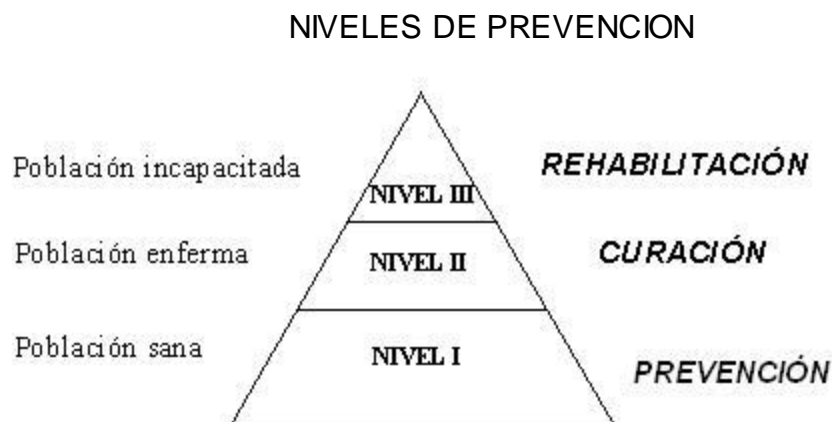 NIVELES DE PREVENCION
Población incapacitada
NIVEL III
REHABILITACIÓN
Población enferma
NIVEL II
CURACIÓN
Población sana
NIVEL I
PREVENCIÓN